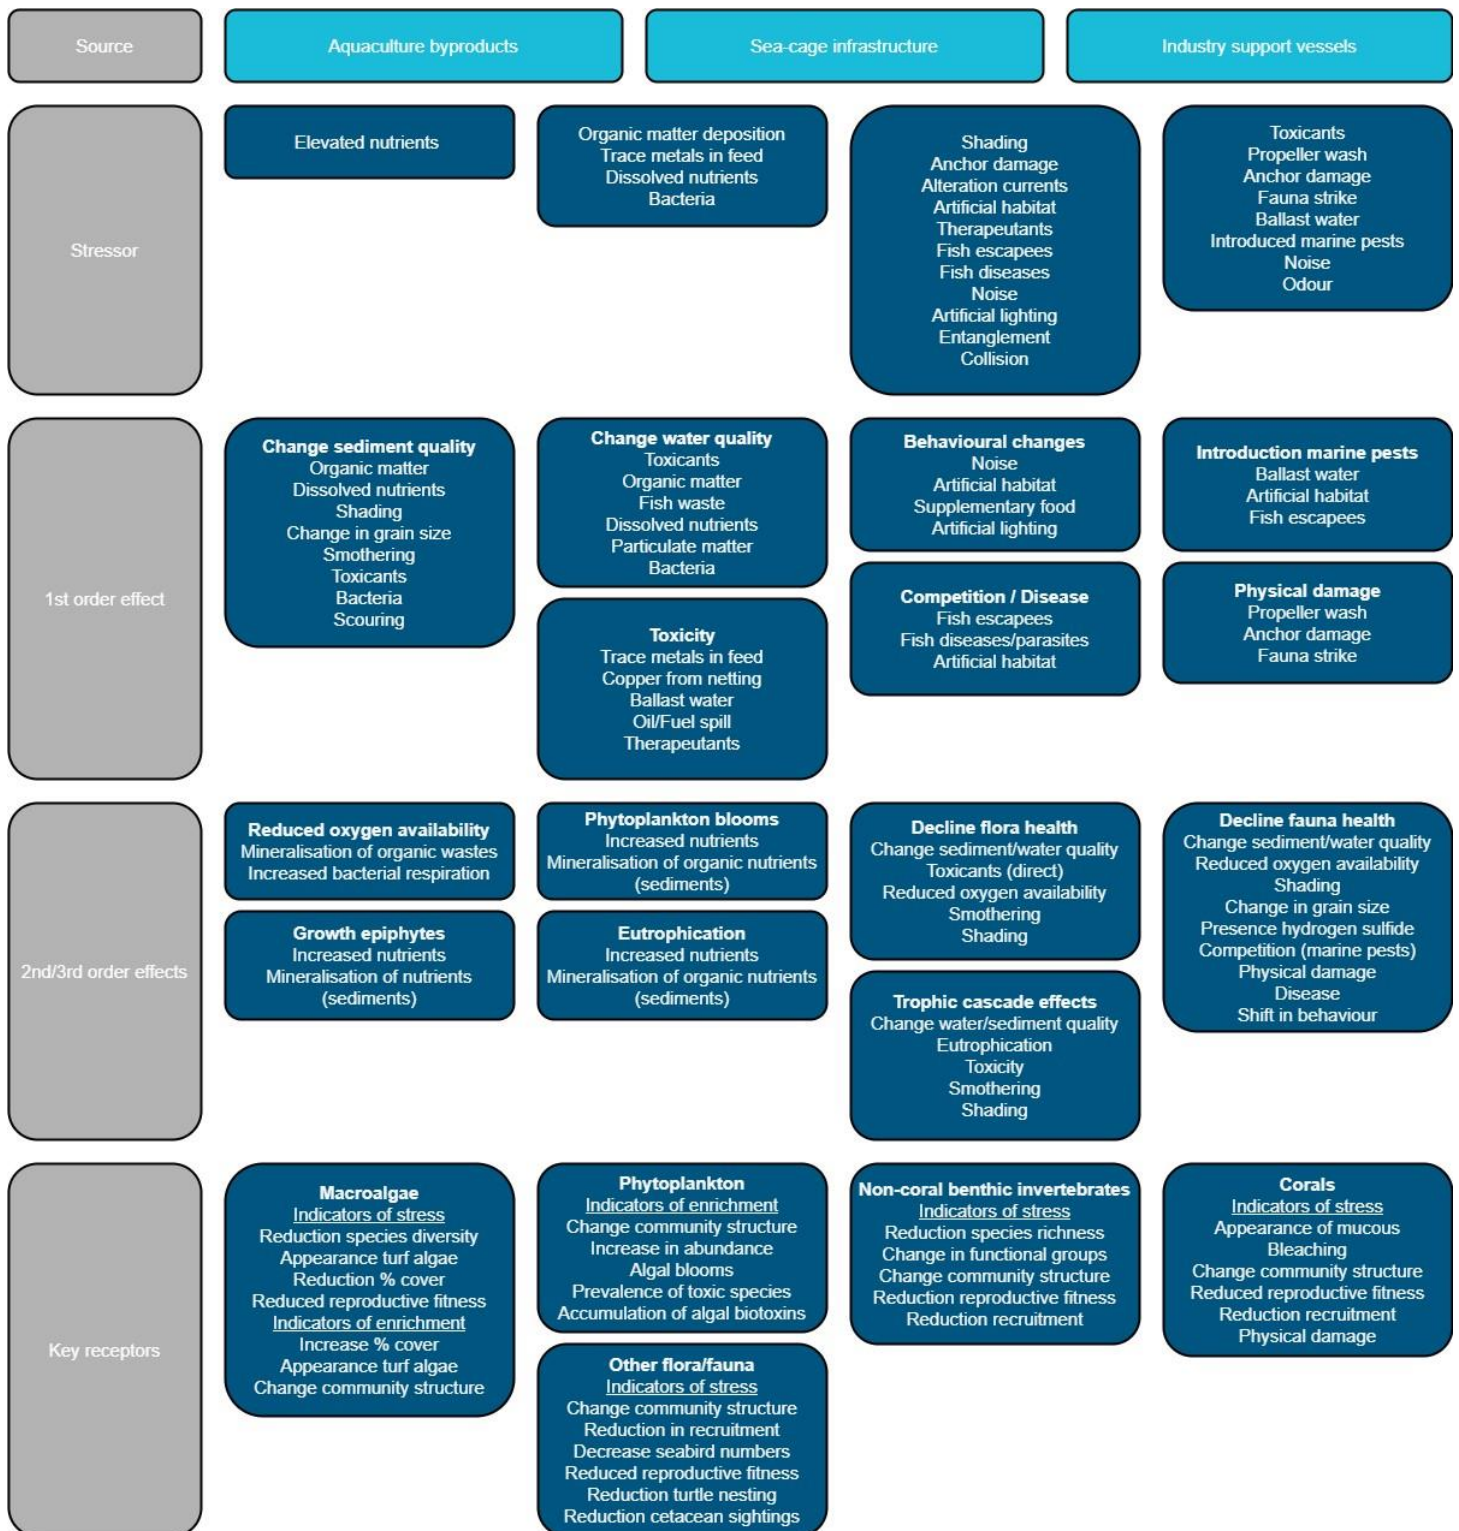 Source
Aquaculture byproducts
Sea-cage infrastructure
Industry support vessels
Stressor
Elevated nutrients
Organic matter deposition
Trace metals in feed
Dissolved nutrients
Bacteria
Shading
Anchor damage
Alteration currents
Artificial habitat
Therapeutants
Fish escapees
Fish diseases
Noise
Artificial lighting
Entanglement
Collision
Toxicants
Propeller wash
Anchor damage
Fauna strike
Ballast water
Introduced marine pests
Noise
Odour
1st order effect
Change sediment quality
Organic matter
Dissolved nutrients
Shading
Change in grain size
Smothering
Toxicants
Bacteria
Scouring
Change water quality
Toxicants
Organic matter
Fish waste
Dissolved nutrients
Particulate matter
Bacteria
Toxicity
Trace metals in feed
Copper from netting
Ballast water
Oil/Fuel spill
Therapeutants
Behavioural changes
Noise
Artificial habitat
Supplementary food
Artificial lighting
Competition / Disease
Fish escapees
Fish diseases/parasites
Artificial habitat
Introduction marine pests
Ballast water
Artificial habitat
Fish escapees
Physical damage
Propeller wash
Anchor damage
Fauna strike
2nd/3rd order effects
Reduced oxygen availability
Mineralisation of organic wastes
Increased bacterial respiration
Growth epiphytes
Increased nutrients
Mineralisation of nutrients
(sediments)
Phytoplankton blooms
Increased nutrients
Mineralisation of organic nutrients
(sediments)
Eutrophication
Increased nutrients
Mineralisation of organic nutrients
(sediments)
Decline flora health
Change sediment/water quality
Toxicants (direct)
Reduced oxygen availability
Smothering
Shading
Trophic cascade effects
Change water/sediment quality
Eutrophication
Toxicity
Smothering
Shading
Decline fauna health
Change sediment/water quality
Reduced oxygen availability
Shading
Change in grain size
Presence hydrogen sulfide
Competition (marine pests)
Physical damage
Disease
Shift in behaviour
Key receptors
Macroalgae
Indicators of stress
Reduction species diversity
Appearance turf algae
Reduction % cover
Reduced reproductive fitness
Indicators of enrichment
Increase % cover
Appearance turf algae
Change community structure
Phytoplankton
Indicators of enrichment
Change community structure
Increase in abundance
Algal blooms
Prevalence of toxic species
Accumulation of algal biotoxins
Other flora/fauna
Indicators of stress
Change community structure
Reduction in recruitment
Decrease seabird numbers
Reduced reproductive fitness
Reduction turtle nesting
Reduction cetacean sightings
Non-coral benthic invertebrates
Indicators of stress
Reduction species richness
Change in functional groups
Change community structure
Reduction reproductive fitness
Reduction recruitment
Corals
Indicators of stress
Appearance of mucous
Bleaching
Change community structure
Reduced reproductive fitness
Reduction recruitment
Physical damage